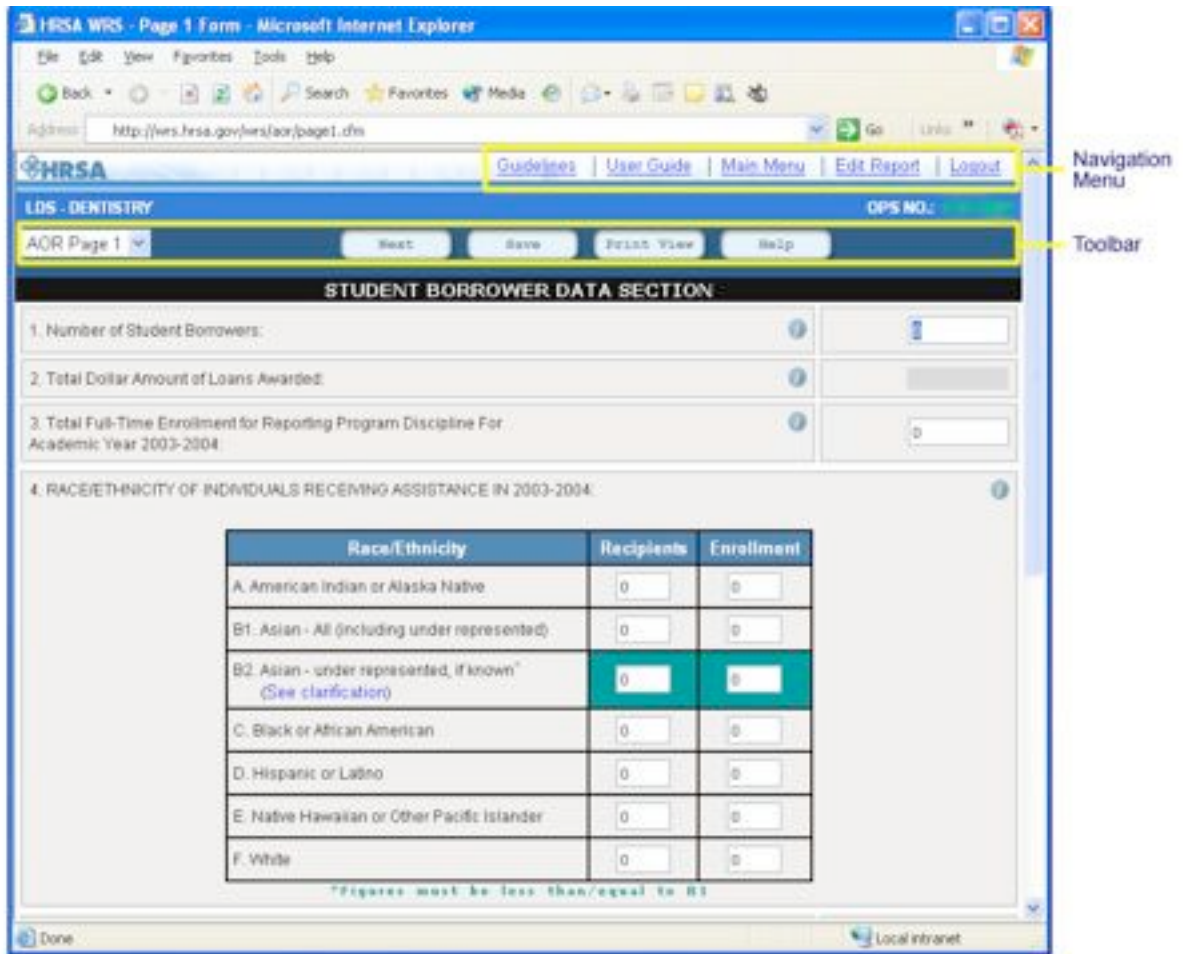 HRSA WRS - Page 1 Form - Microsoft Internet Explorer
File Edit View Favorites Tools Help
Back Search Favorites Media
Address http://wrs.hrsa.gov/wrs/aor/page1.cfm Go Links »
HRSA Guidelines | User Guide | Main Menu | Edit Report | Logout
Navigation Menu
LDS - DENTISTRY OPS NO.:
AOR Page 1 Next Save Print View Help
Toolbar
STUDENT BORROWER DATA SECTION
1. Number of Student Borrowers: 0
2. Total Dollar Amount of Loans Awarded:
3. Total Full-Time Enrollment for Reporting Program Discipline For
Academic Year 2003-2004: 0
4. RACE/ETHNICITY OF INDIVIDUALS RECEIVING ASSISTANCE IN 2003-2004:
Race/Ethnicity Recipients Enrollment
A. American Indian or Alaska Native 0 0
B1. Asian - All (including under represented) 0 0
B2. Asian - under represented, if known* 0 0
(See clarification)
C. Black or African American 0 0
D. Hispanic or Latino 0 0
E. Native Hawaiian or Other Pacific Islander 0 0
F. White 0 0
*Figures must be less than/equal to B1
Done Local intranet